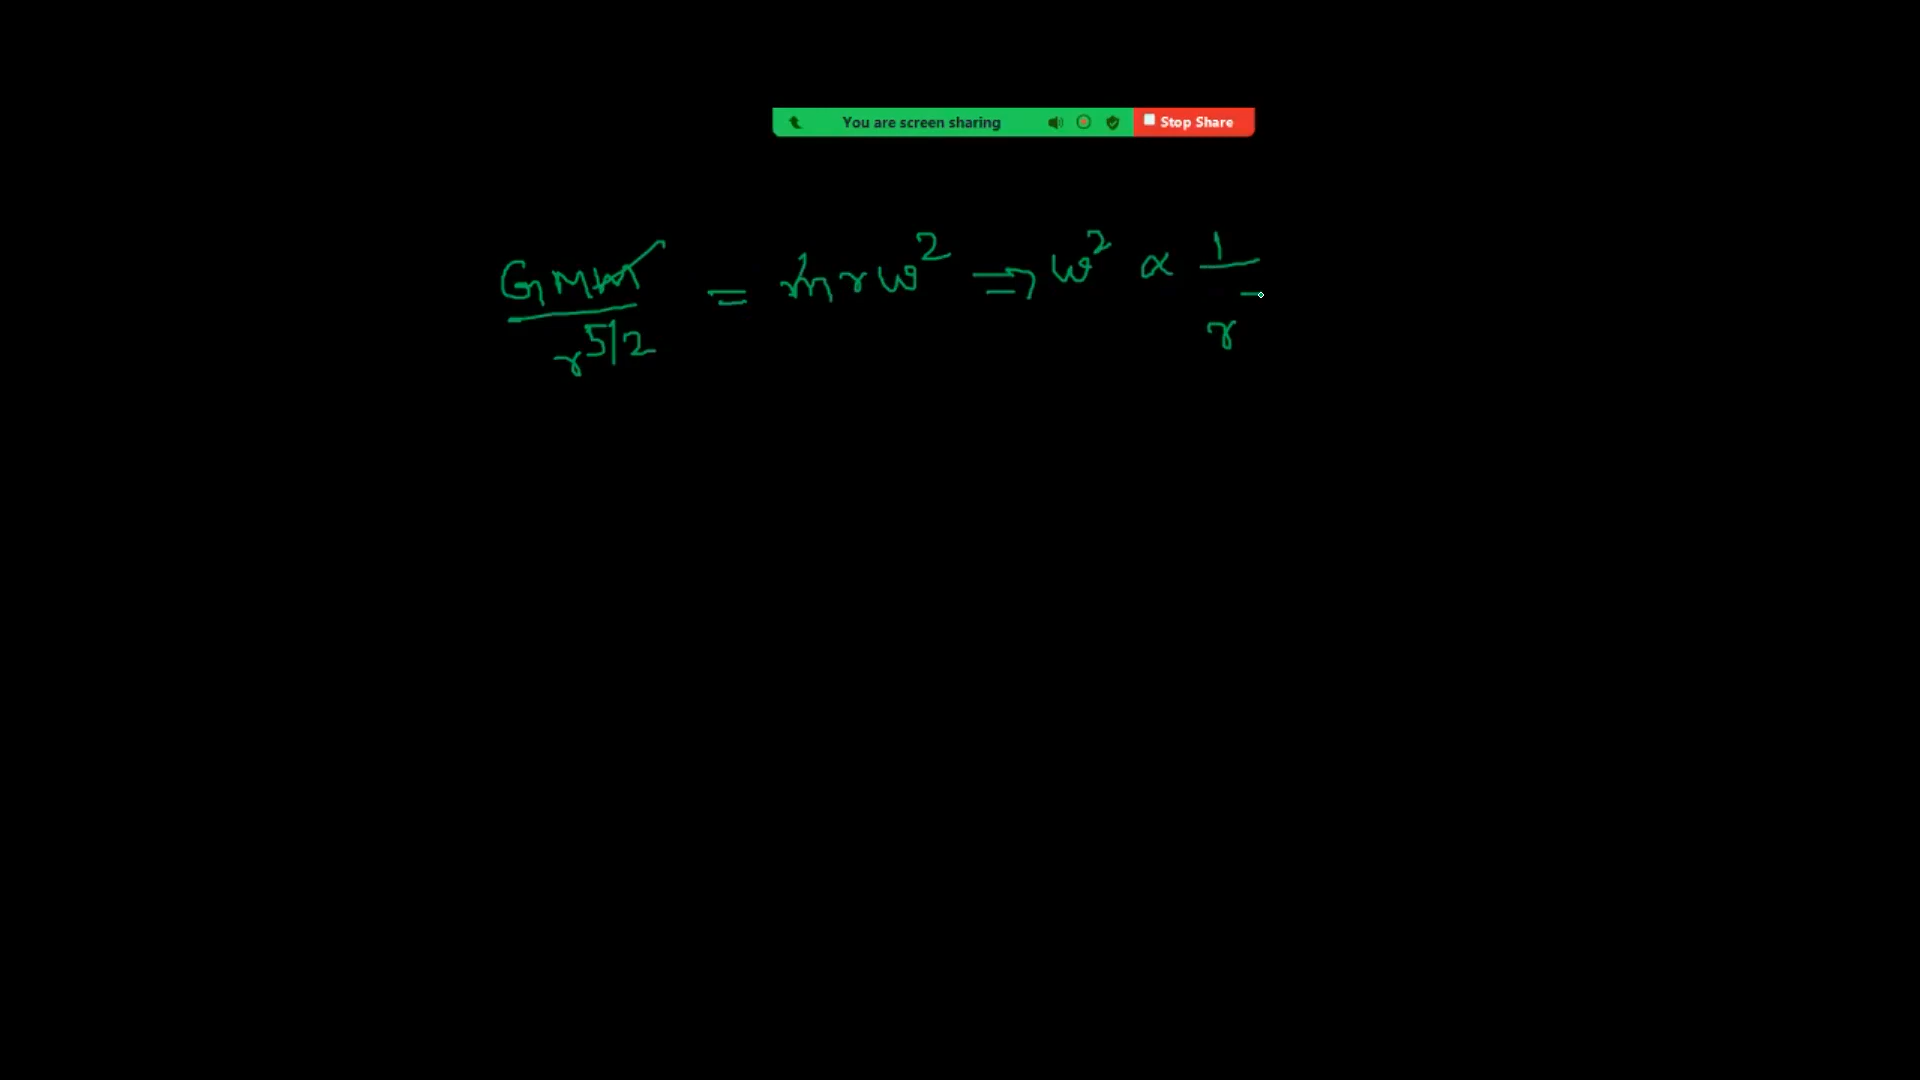 You are screen sharing Stop Share
GMm/r^5/2 = mrω^2 ⇒ ω^2 ∝ 1/r